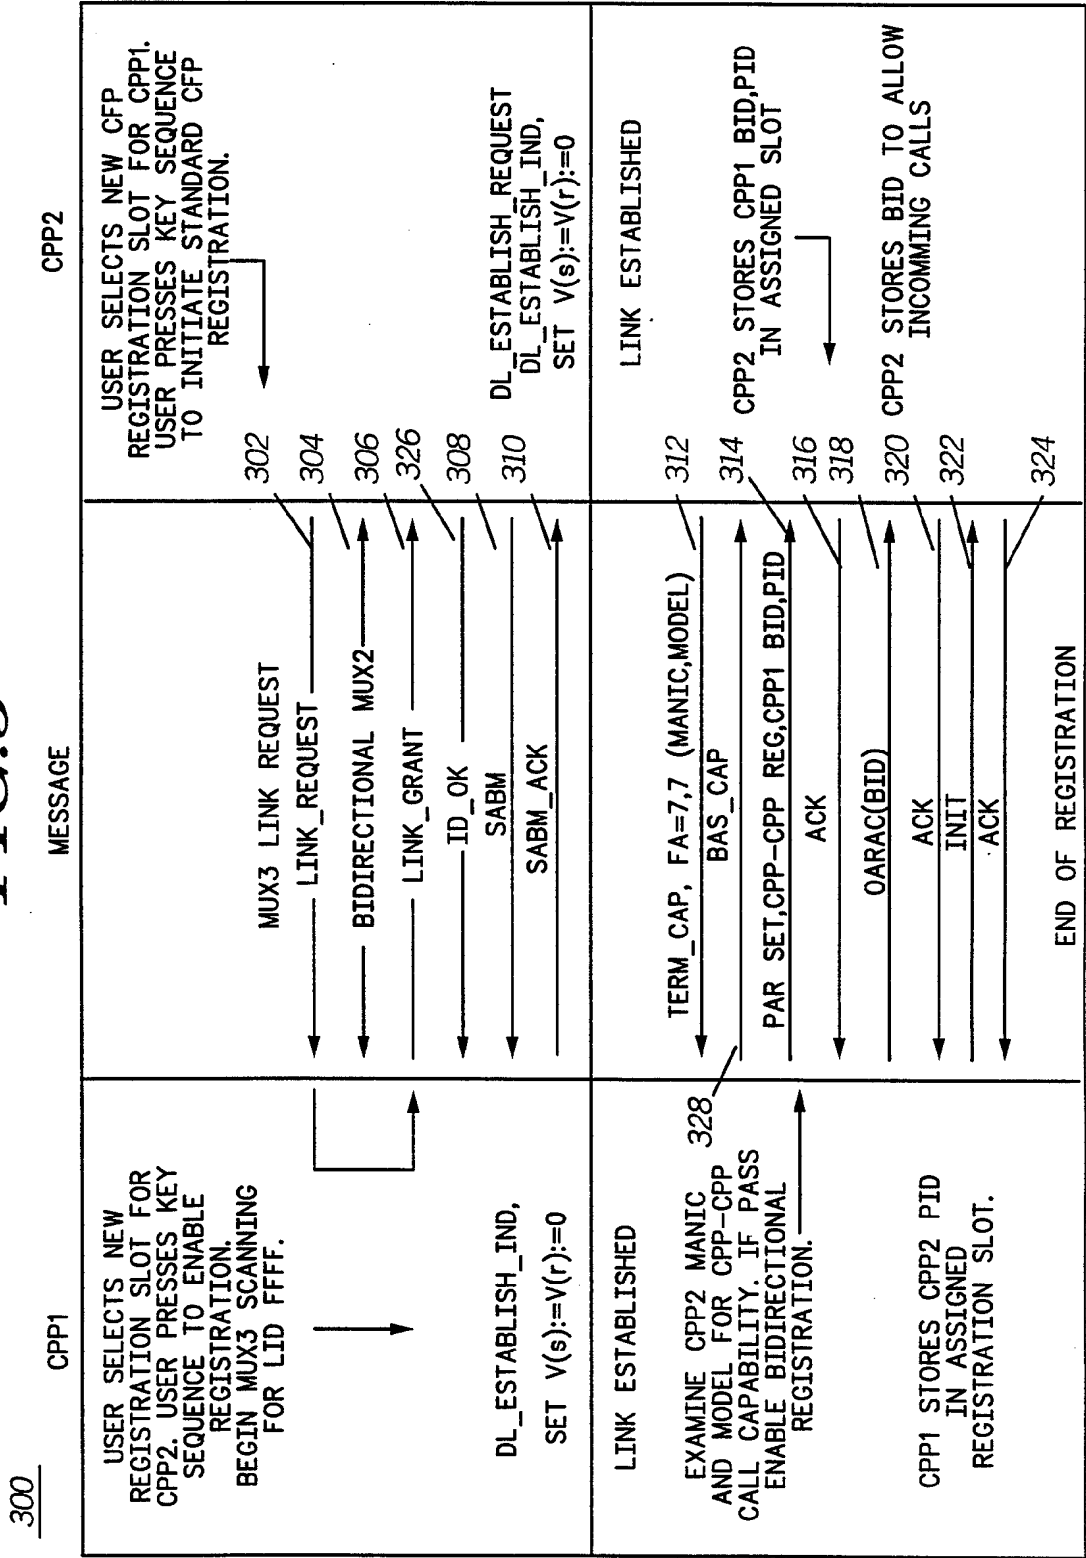 300
CPP1
MESSAGE
CPP2
USER SELECTS NEW
REGISTRATION SLOT FOR
CPP2. USER PRESSES KEY
SEQUENCE TO ENABLE
REGISTRATION.
BEGIN MUX3 SCANNING
FOR LID FFFF.
DL_ESTABLISH_IND,
SET V(s):=V(r):=0
MUX3 LINK REQUEST
LINK_REQUEST
BIDIRECTIONAL MUX2
LINK_GRANT
ID_OK
SABM
SABM_ACK
302
304
306
326
308
310
USER SELECTS NEW CFP
REGISTRATION SLOT FOR CPP1.
USER PRESSES KEY SEQUENCE
TO INITIATE STANDARD CFP
REGISTRATION.
DL_ESTABLISH_REQUEST
DL_ESTABLISH_IND,
SET V(s):=V(r):=0
LINK ESTABLISHED
EXAMINE CPP2 MANIC
AND MODEL FOR CPP-CPP
CALL CAPABILITY. IF PASS
ENABLE BIDIRECTIONAL
REGISTRATION.
CPP1 STORES CPP2 PID
IN ASSIGNED
REGISTRATION SLOT.
328
TERM_CAP, FA=7,7 (MANIC,MODEL)
BAS_CAP
PAR SET,CPP-CPP REG,CPP1 BID,PID
ACK
OARAC(BID)
ACK
INIT
ACK
END OF REGISTRATION
312
314
316
318
320
322
324
LINK ESTABLISHED
CPP2 STORES CPP1 BID,PID
IN ASSIGNED SLOT
CPP2 STORES BID TO ALLOW
INCOMMING CALLS